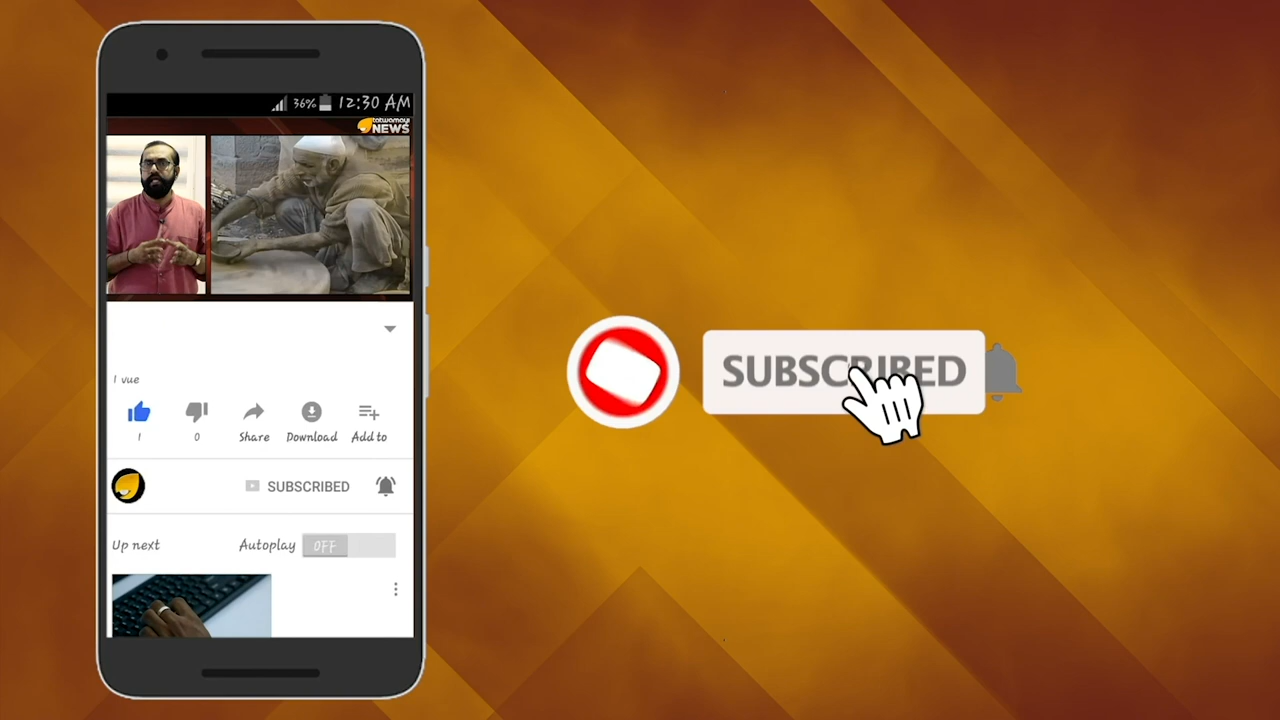 36% 12:30 AM
tatwamayi
NEWS
1 vue
1 0 Share Download Add to
SUBSCRIBED
Up next Autoplay OFF
SUBSCRIBED